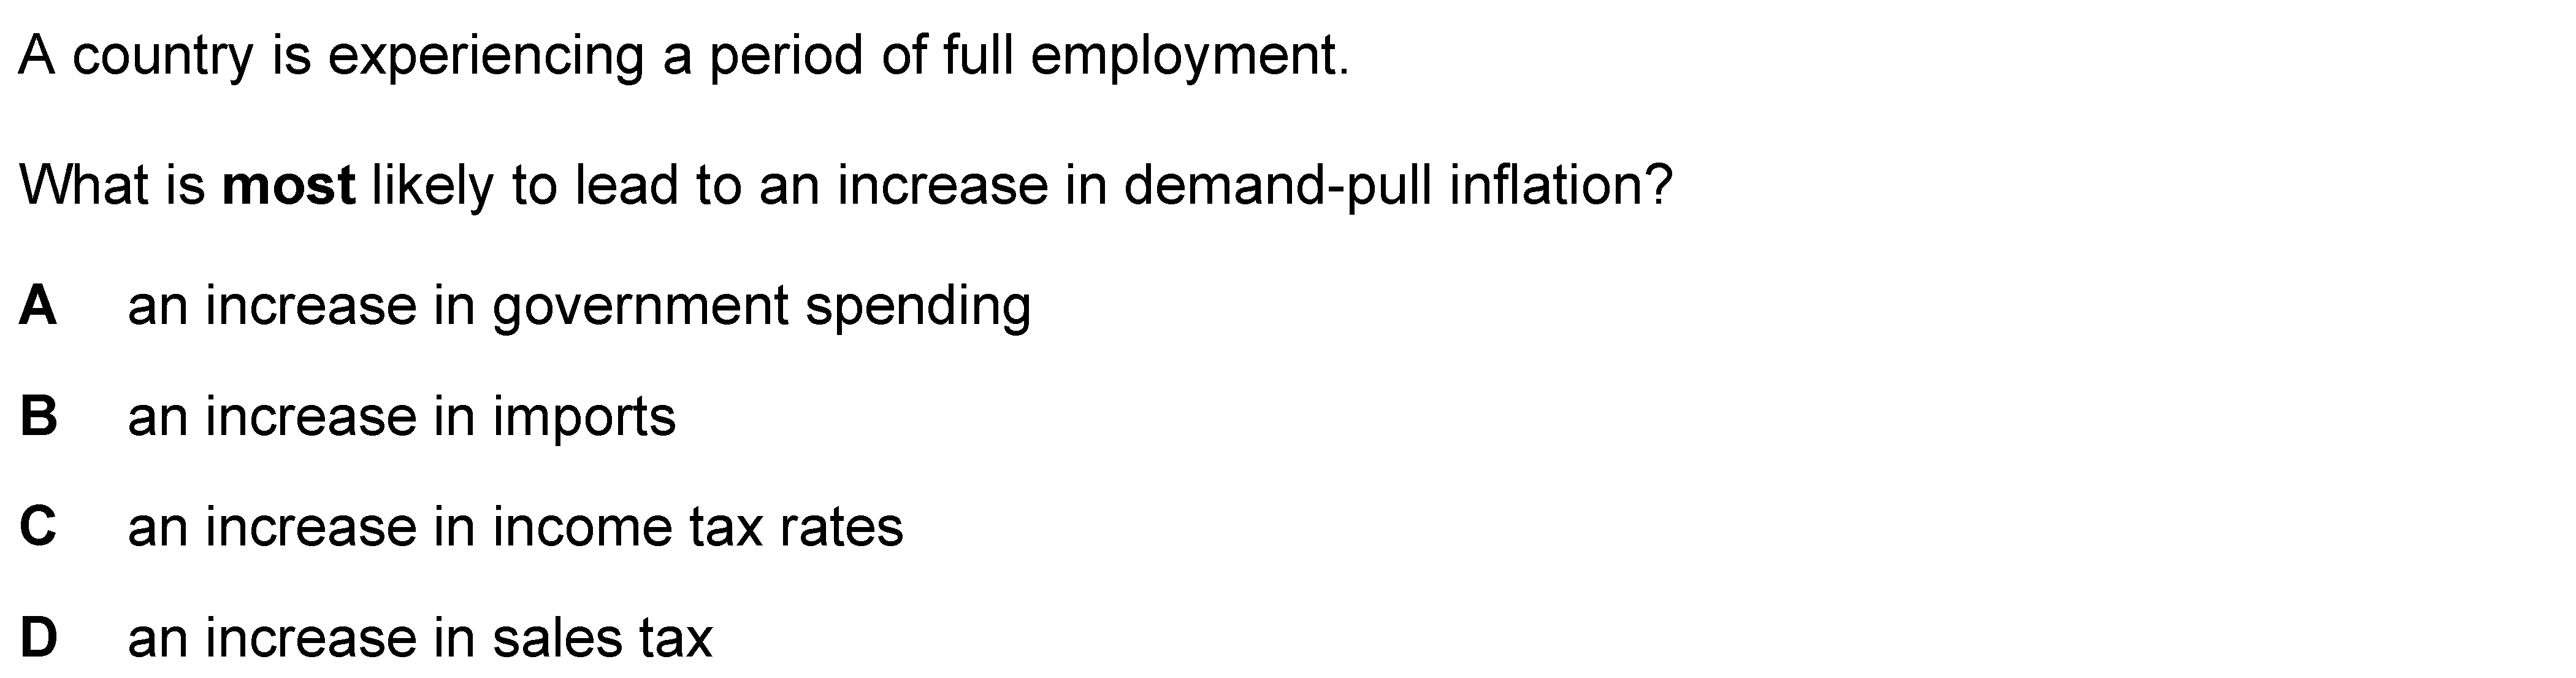 A country is experiencing a period of full employment.
What is most likely to lead to an increase in demand-pull inflation?
A an increase in government spending
B an increase in imports
C an increase in income tax rates
D an increase in sales tax